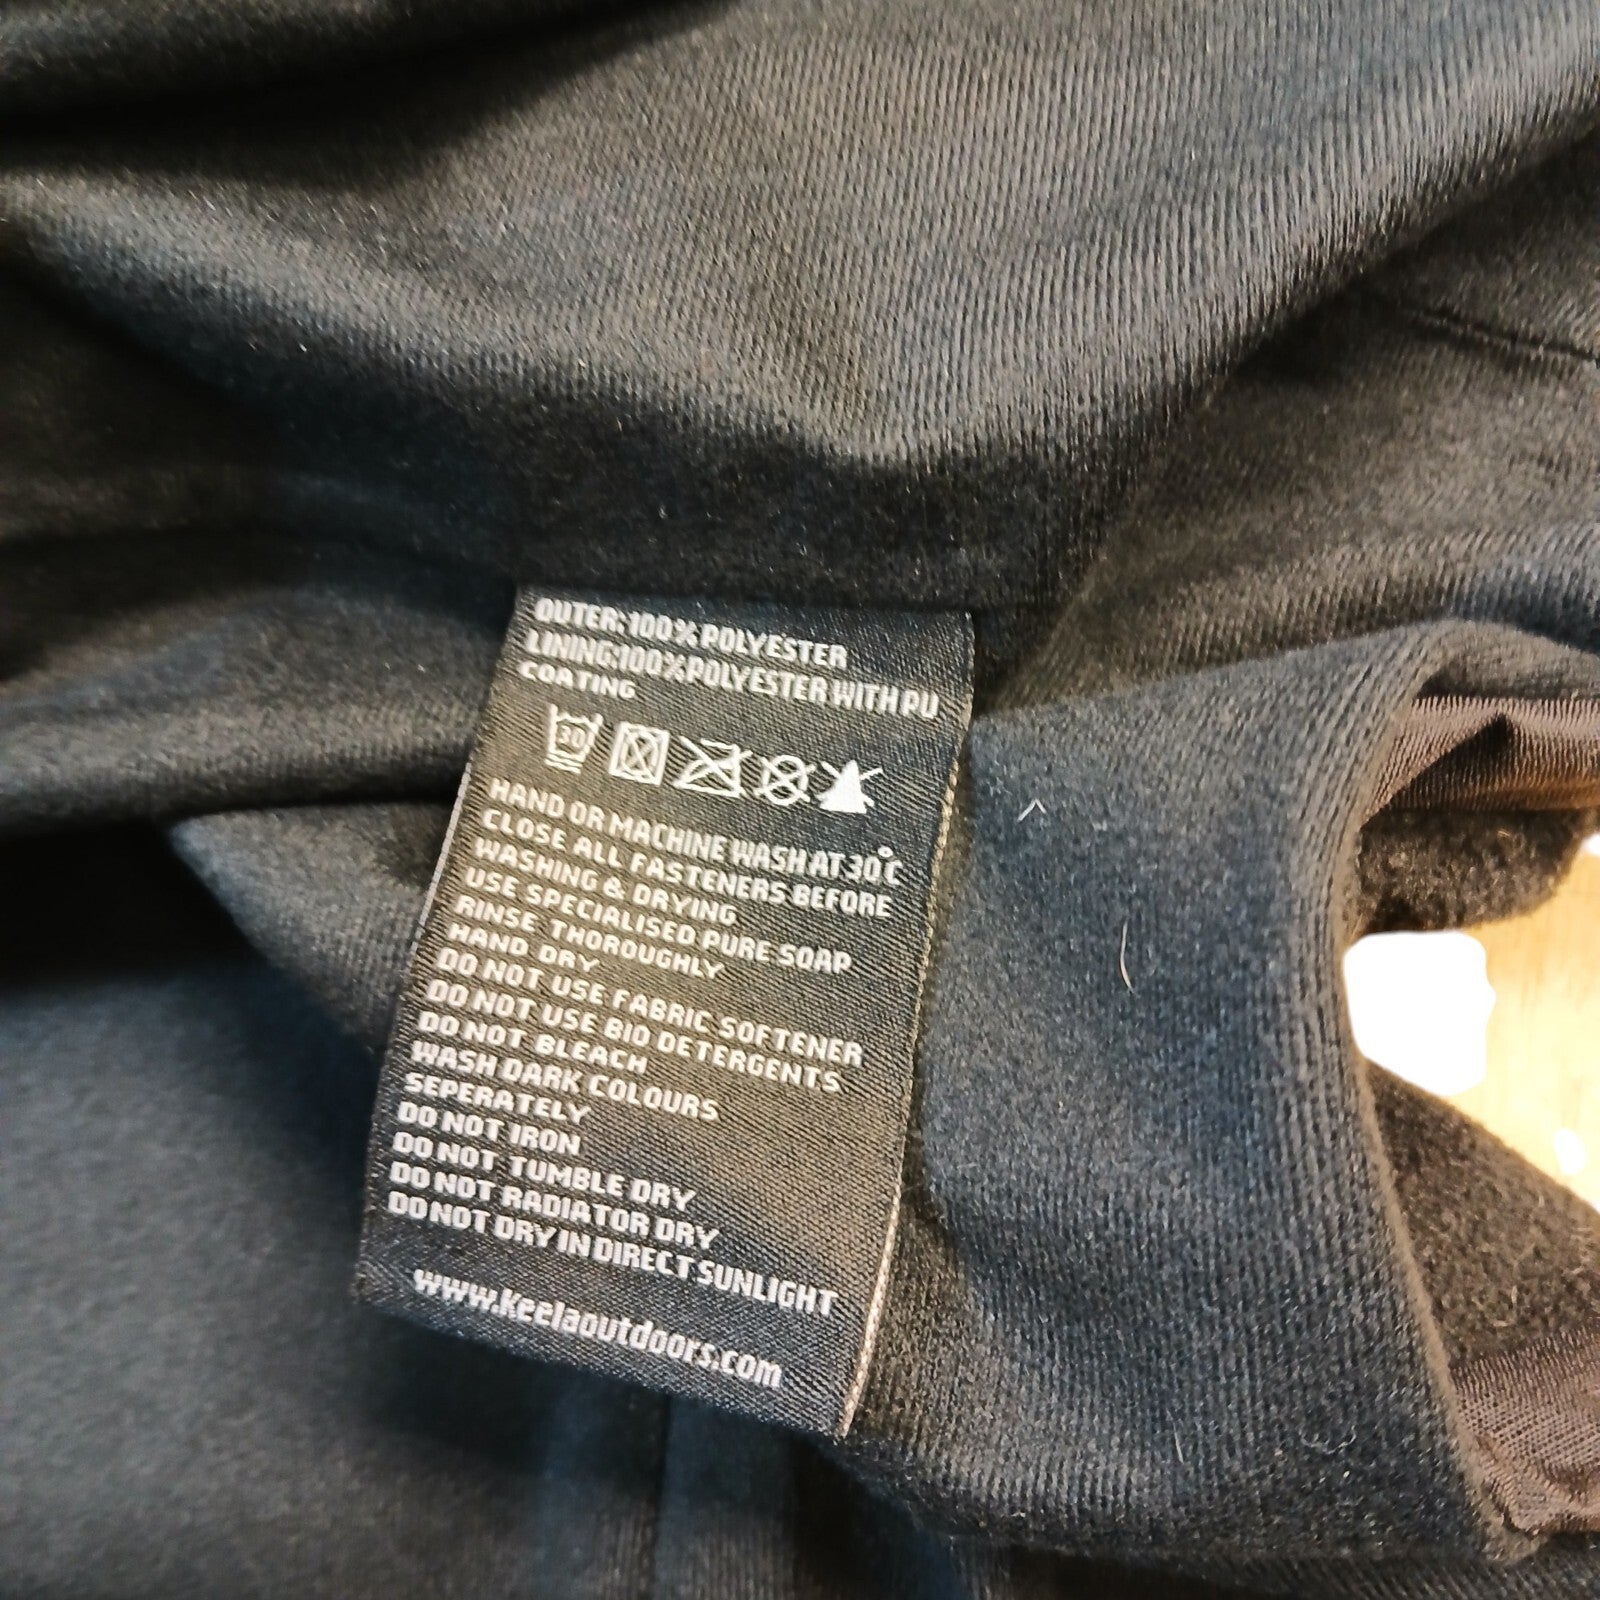 OUTER:100%POLYESTER
LINING:100%POLYESTER WITH PU
COATING
30
HAND OR MACHINE WASH AT 30°C
CLOSE ALL FASTENERS BEFORE
WASHING & DRYING
USE SPECIALISED PURE SOAP
RINSE THOROUGHLY
HAND DRY
DO NOT USE FABRIC SOFTENER
DO NOT USE BIO DETERGENTS
DO NOT BLEACH
WASH DARK COLOURS
SEPERATELY
DO NOT IRON
DO NOT TUMBLE DRY
DO NOT RADIATOR DRY
DO NOT DRY IN DIRECT SUNLIGHT
www.keelaoutdoors.com